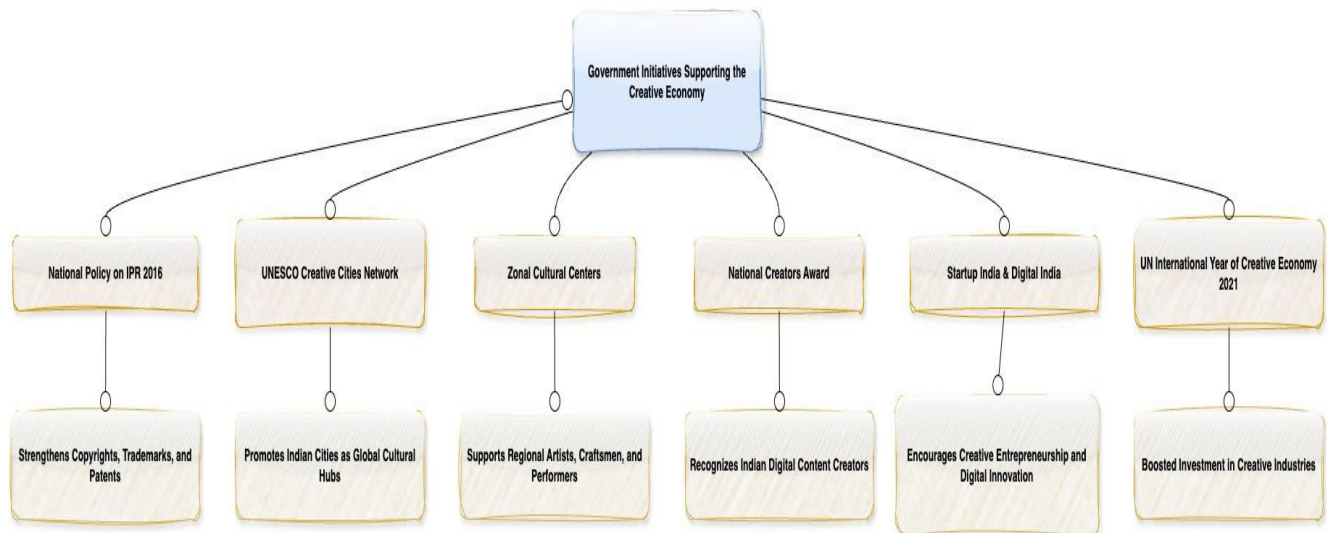 Government Initiatives Supporting the
Creative Economy
National Policy on IPR 2016
UNESCO Creative Cities Network
Zonal Cultural Centers
National Creators Award
Startup India & Digital India
UN International Year of Creative Economy
2021
Strengthens Copyrights, Trademarks, and
Patents
Promotes Indian Cities as Global Cultural
Hubs
Supports Regional Artists, Craftsmen, and
Performers
Recognizes Indian Digital Content Creators
Encourages Creative Entrepreneurship and
Digital Innovation
Boosted Investment in Creative Industries